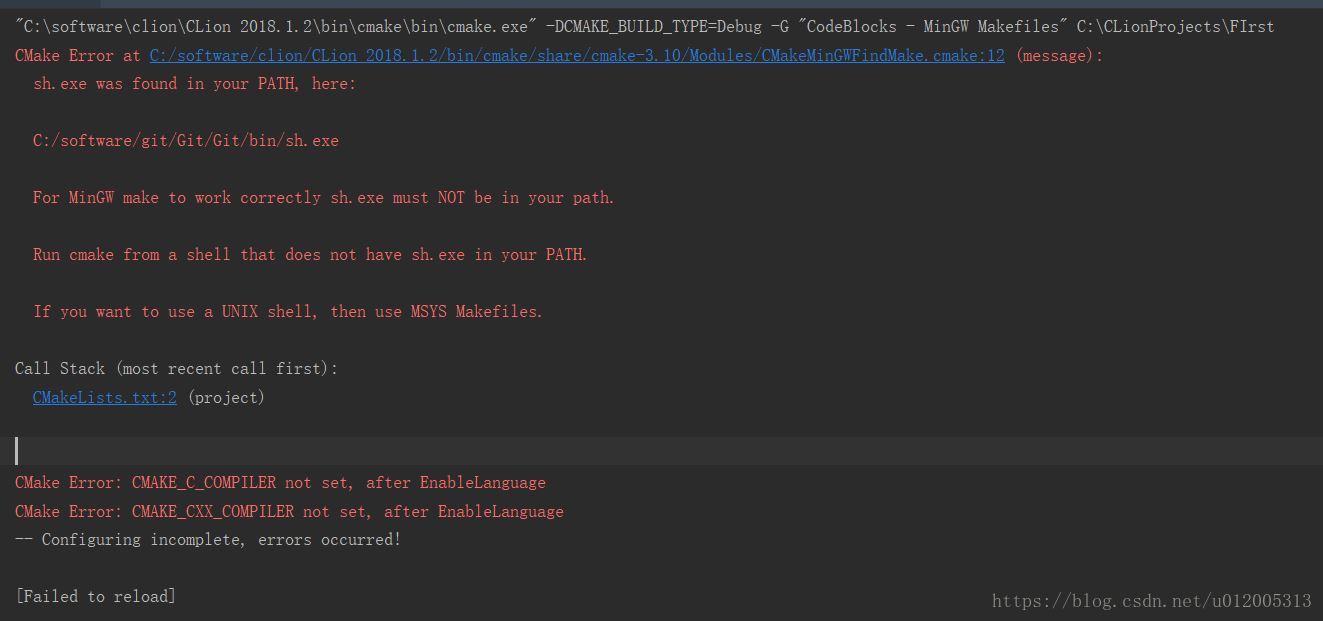 "C:\software\clion\CLion 2018.1.2\bin\cmake\bin\cmake.exe" -DCMAKE_BUILD_TYPE=Debug -G "CodeBlocks - MinGW Makefiles" C:\CLionProjects\FIrst
CMake Error at C:/software/clion/CLion 2018.1.2/bin/cmake/share/cmake-3.10/Modules/CMakeMinGWFindMake.cmake:12 (message):
sh.exe was found in your PATH, here:
C:/software/git/Git/Git/bin/sh.exe
For MinGW make to work correctly sh.exe must NOT be in your path.
Run cmake from a shell that does not have sh.exe in your PATH.
If you want to use a UNIX shell, then use MSYS Makefiles.
Call Stack (most recent call first):
CMakeLists.txt:2 (project)
CMake Error: CMAKE_C_COMPILER not set, after EnableLanguage
CMake Error: CMAKE_CXX_COMPILER not set, after EnableLanguage
-- Configuring incomplete, errors occurred!
[Failed to reload]
https://blog.csdn.net/u012005313